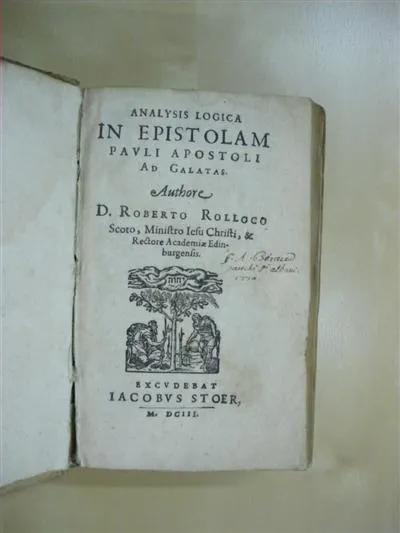 ANALYSIS LOGICA
IN EPISTOLAM
PAVLI APOSTOLI
AD GALATAS.
Authore
D. ROBERTO ROLLOCO
Scoto, Ministro Iesu Christi, &
Rectore Academiæ Edin-
burgensis.
EXCVDEBAT
IACOBVS STOER,
M. DCIII.